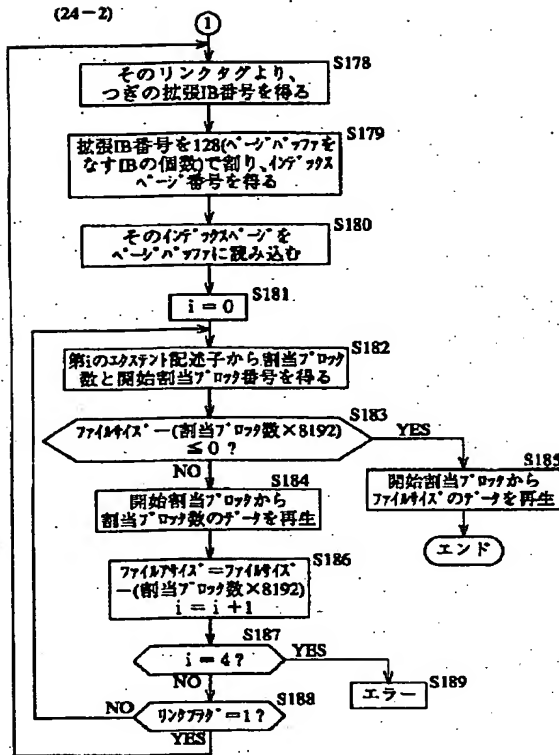 (24-2)
1
S178
そのリンクタグより、
つぎの拡張IB番号を得る
S179
拡張IB番号を128(ページバッファを
なすIBの個数)で割り、インデックス
ページ番号を得る
S180
そのインデックスページを
ページバッファに読み込む
S181
i = 0
S182
第iのエクステント配述子から割当ブロック
数と開始割当ブロック番号を得る
S183
ファイルサイズ-(割当ブロック数×8192)
≤ 0 ?
YES
NO
S184
開始割当ブロックから
割当ブロック数のデータを再生
S185
開始割当ブロックから
ファイルサイズのデータを再生
エンド
S186
ファイルアサイズ=ファイルサイズ
-(割当ブロック数×8192)
i = i + 1
S187
i = 4 ?
YES
NO
S189
エラー
S188
NO
リンクフラグ=1?
YES